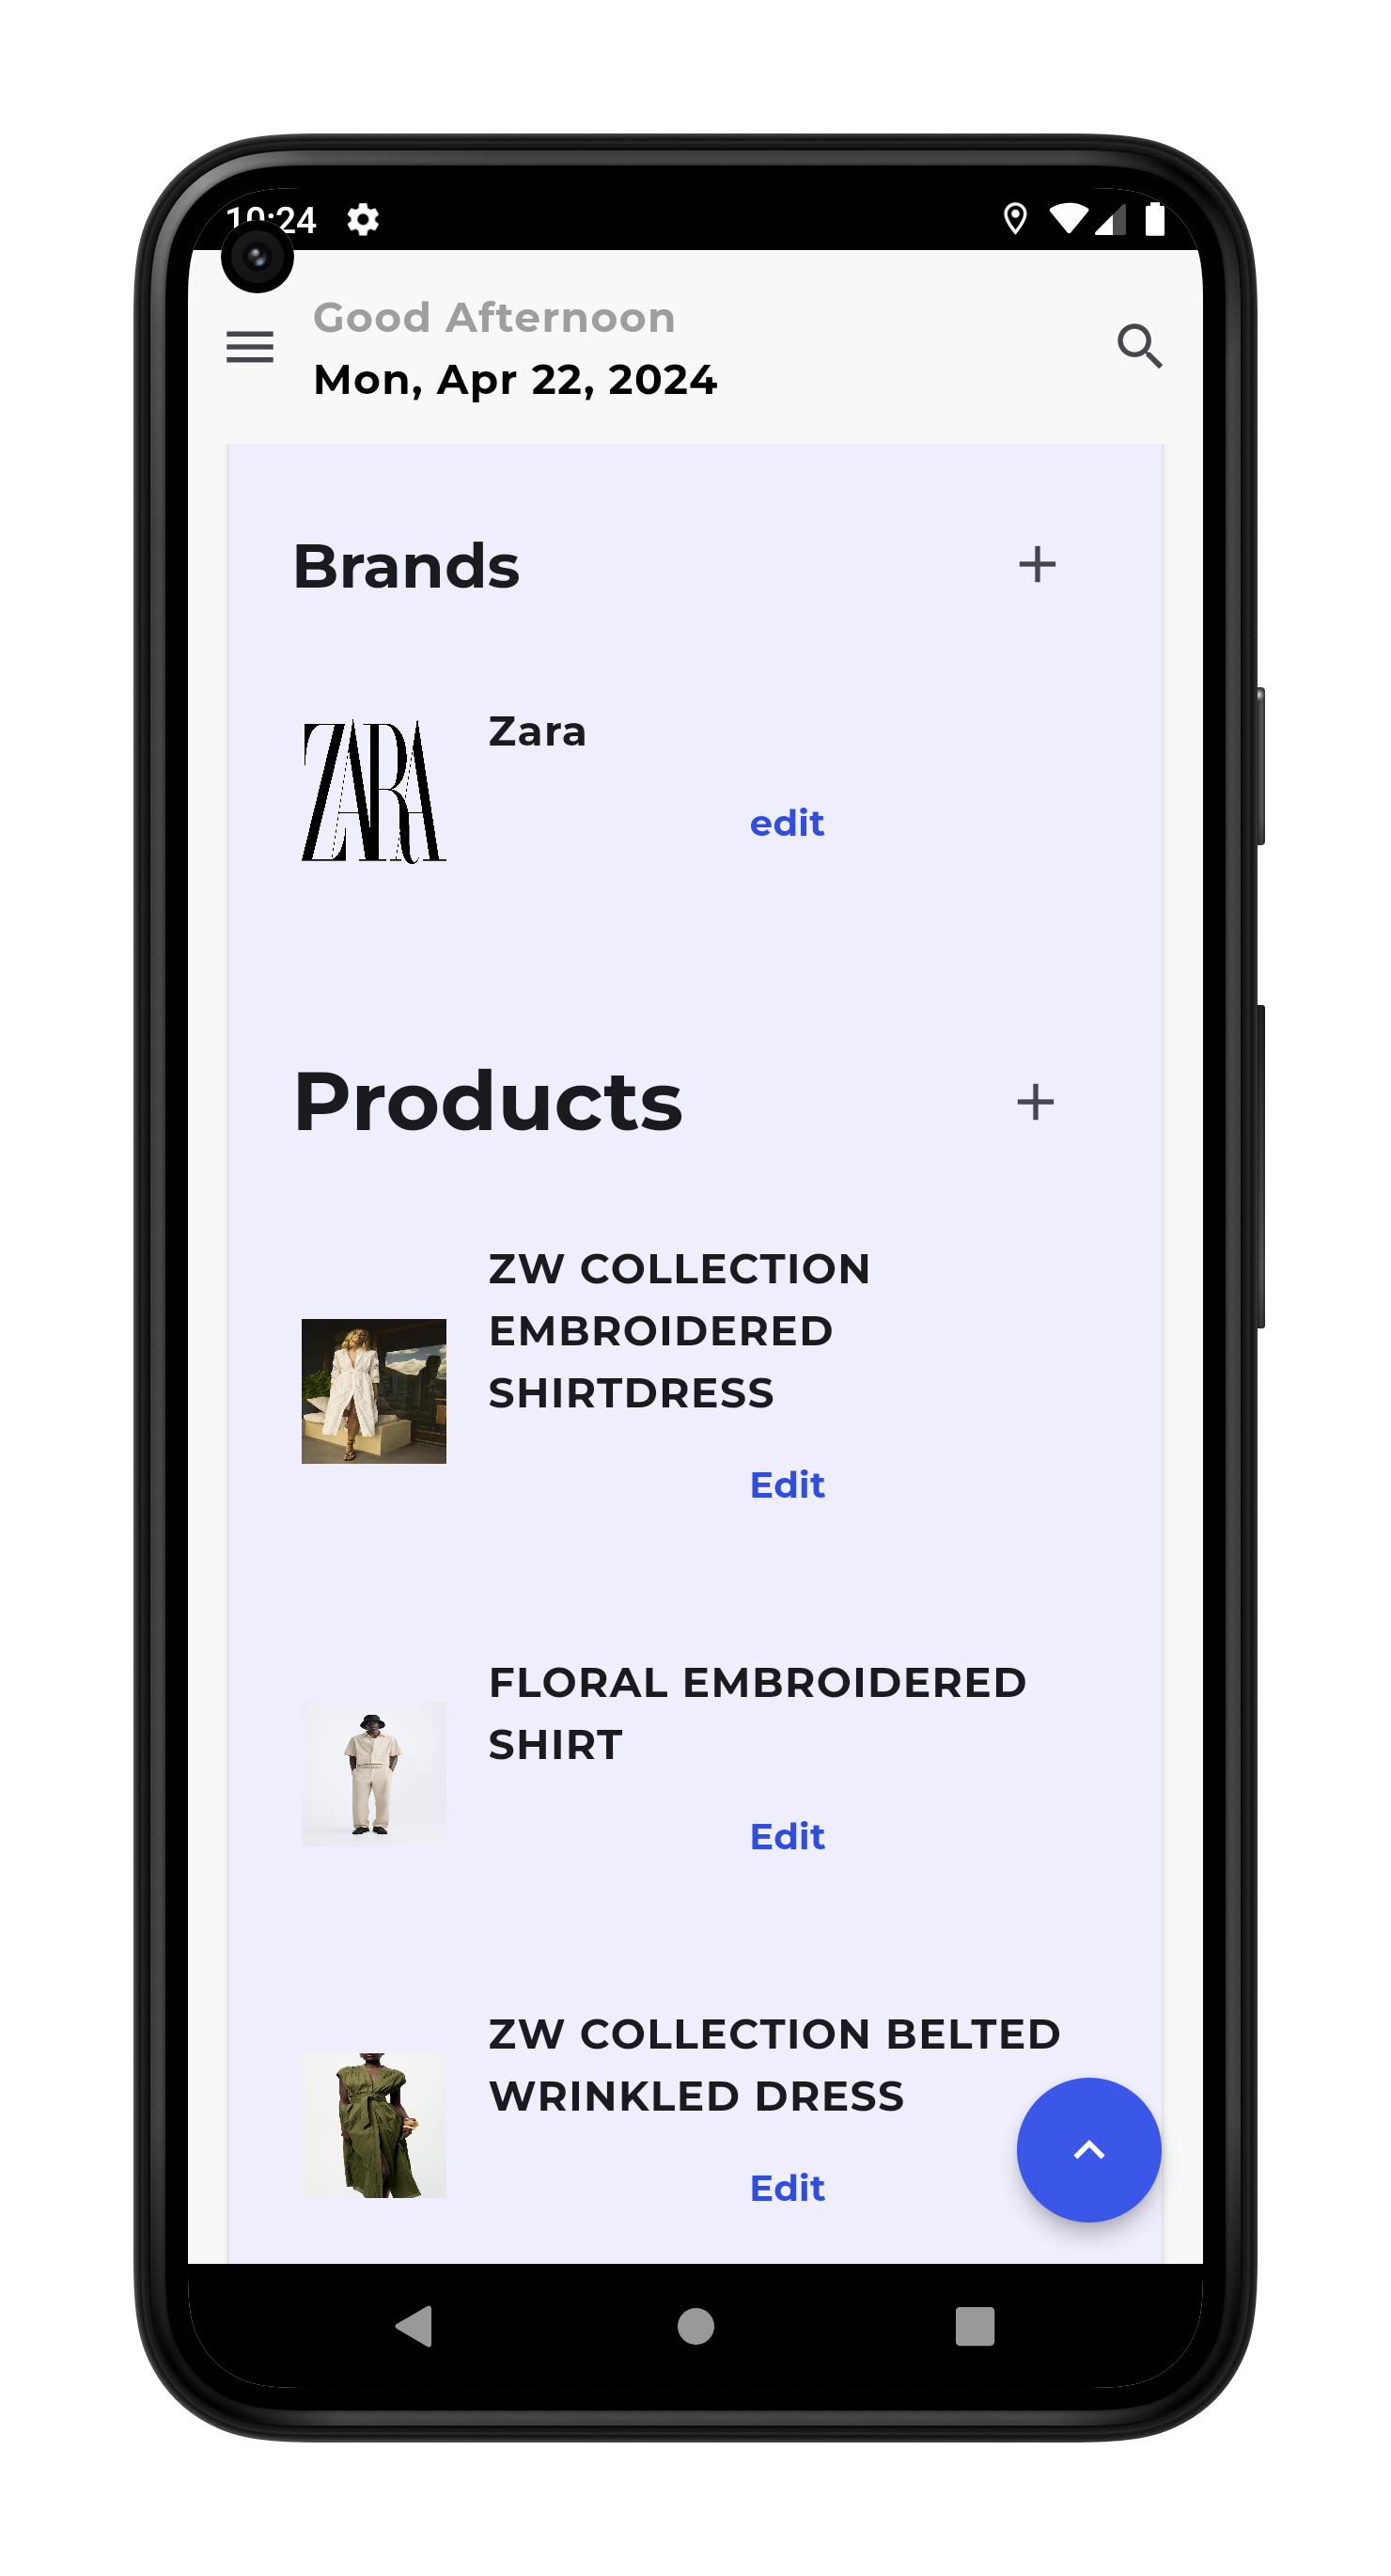 10:24
Good Afternoon
Mon, Apr 22, 2024
Brands
ZARA
Zara
edit
Products
ZW COLLECTION
EMBROIDERED
SHIRTDRESS
Edit
FLORAL EMBROIDERED
SHIRT
Edit
ZW COLLECTION BELTED
WRINKLED DRESS
Edit